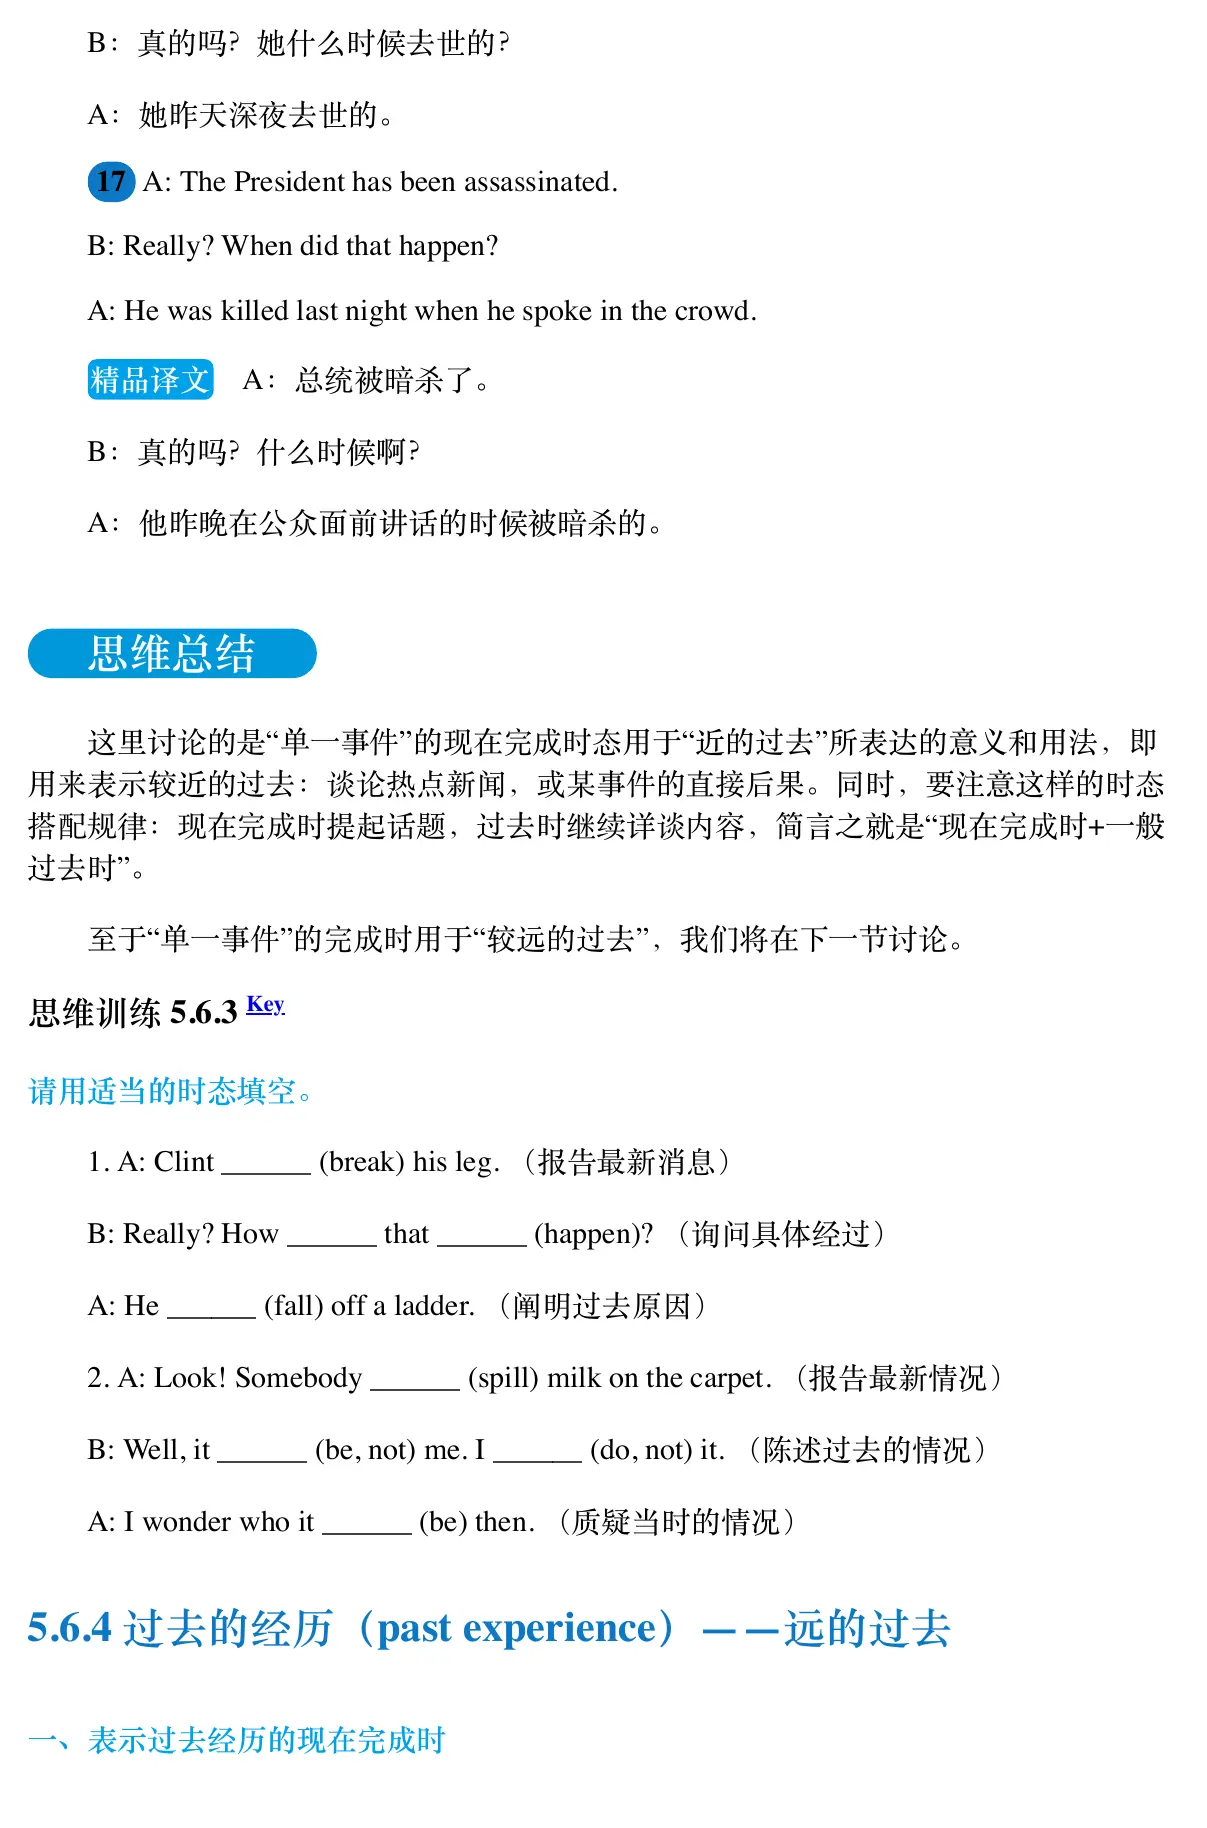 B：真的吗？她什么时候去世的？
A：她昨天深夜去世的。
17 A: The President has been assassinated.
B: Really? When did that happen?
A: He was killed last night when he spoke in the crowd.
精品译文 A：总统被暗杀了。
B：真的吗？什么时候啊？
A：他昨晚在公众面前讲话的时候被暗杀的。
思维总结
这里讨论的是“单一事件”的现在完成时态用于“近的过去”所表达的意义和用法，即
用来表示较近的过去：谈论热点新闻，或某事件的直接后果。同时，要注意这样的时态
搭配规律：现在完成时提起话题，过去时继续详谈内容，简言之就是“现在完成时+一般
过去时”。
至于“单一事件”的完成时用于“较远的过去”，我们将在下一节讨论。
思维训练 5.6.3 Key
请用适当的时态填空。
1. A: Clint ______ (break) his leg.（报告最新消息）
B: Really? How ______ that ______ (happen)?（询问具体经过）
A: He ______ (fall) off a ladder.（阐明过去原因）
2. A: Look! Somebody ______ (spill) milk on the carpet.（报告最新情况）
B: Well, it ______ (be, not) me. I ______ (do, not) it.（陈述过去的情况）
A: I wonder who it ______ (be) then.（质疑当时的情况）
5.6.4 过去的经历（past experience）——远的过去
一、表示过去经历的现在完成时